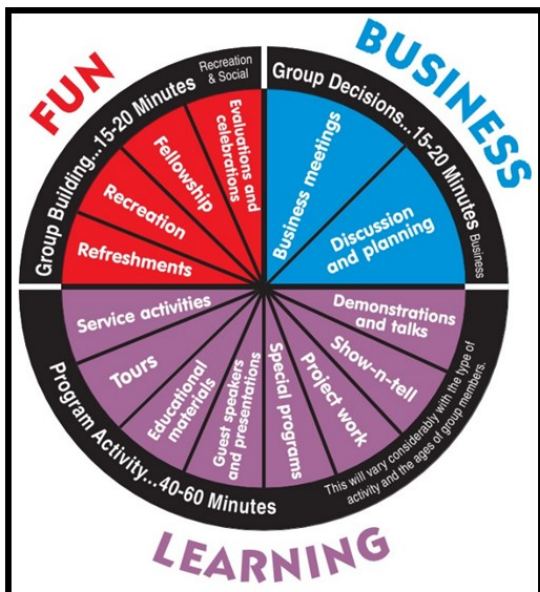 FUN
BUSINESS
LEARNING
Group Building...15-20 Minutes
Recreation
& Social
Group Decisions...15-20 Minutes
Business
Program Activity...40-60 Minutes
This will vary considerably with the type of
activity and the ages of group members.
Refreshments
Recreation
Fellowship
Evaluations and
celebrations
Business meetings
Discussion
and planning
Demonstrations
and talks
Show-n-tell
Project work
Special programs
Guest speakers
and presentations
Educational
materials
Tours
Service activities